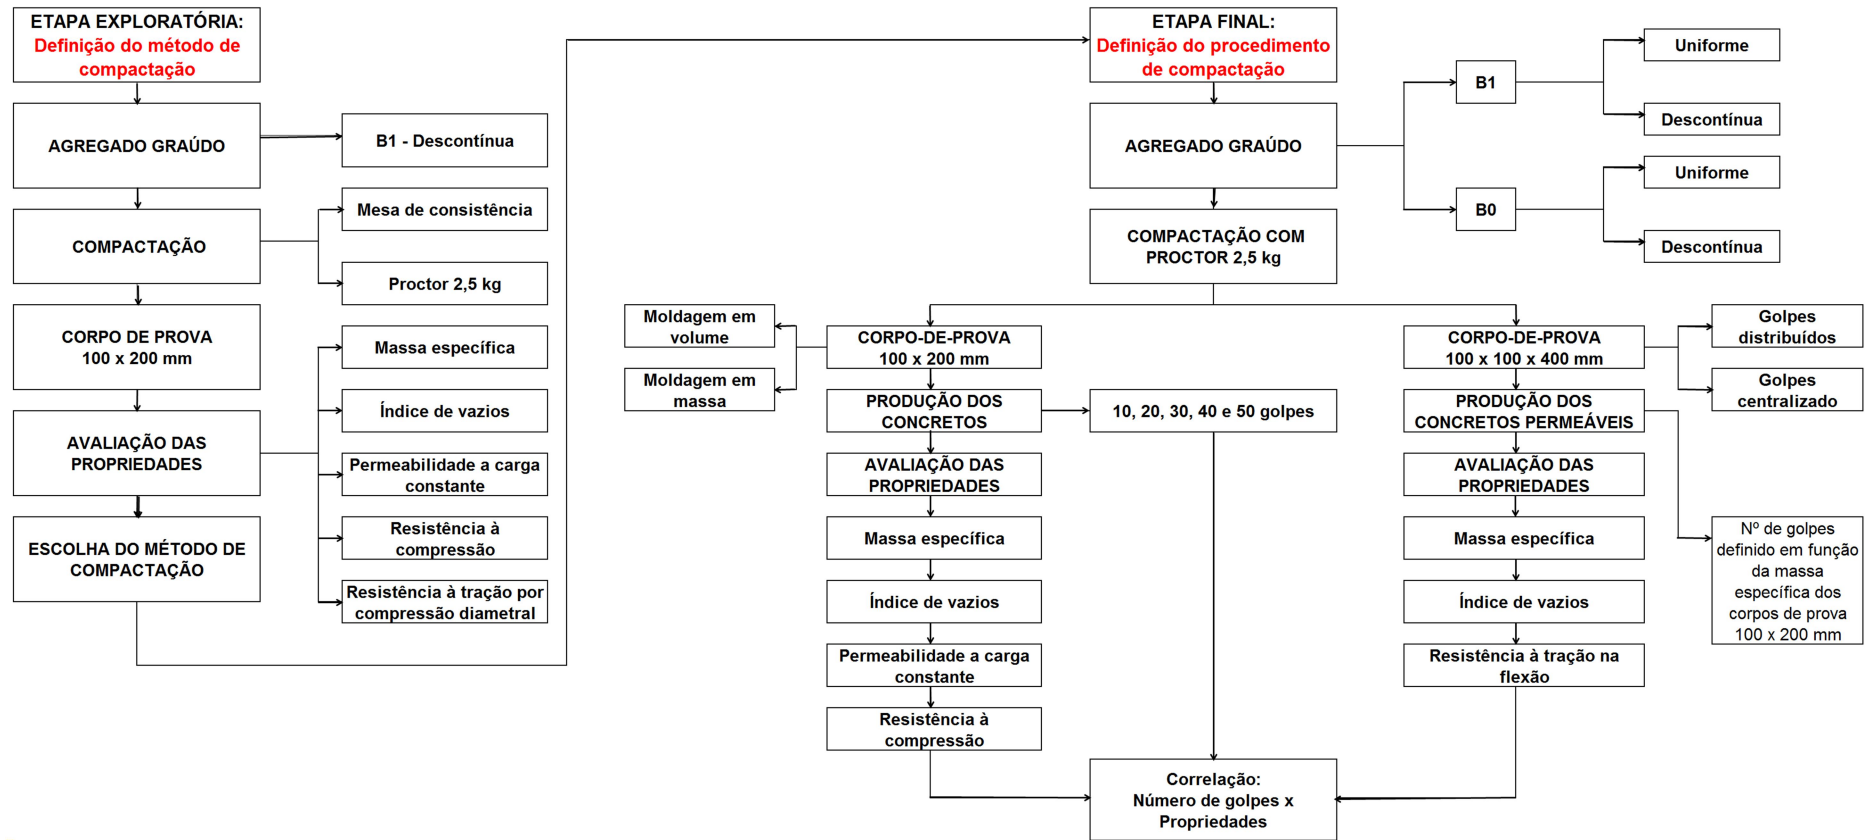 ETAPA EXPLORATÓRIA:
Definição do método de
compactação
AGREGADO GRAÚDO
B1 - Descontínua
COMPACTAÇÃO
Mesa de consistência
Proctor 2,5 kg
CORPO DE PROVA
100 x 200 mm
AVALIAÇÃO DAS
PROPRIEDADES
Massa específica
Índice de vazios
Permeabilidade a carga
constante
Resistência à
compressão
Resistência à tração por
compressão diametral
ESCOLHA DO MÉTODO DE
COMPACTAÇÃO
ETAPA FINAL:
Definição do procedimento
de compactação
AGREGADO GRAÚDO
B1
Uniforme
Descontínua
B0
Uniforme
Descontínua
COMPACTAÇÃO COM
PROCTOR 2,5 kg
Moldagem em
volume
Moldagem em
massa
CORPO-DE-PROVA
100 x 200 mm
PRODUÇÃO DOS
CONCRETOS
10, 20, 30, 40 e 50 golpes
AVALIAÇÃO DAS
PROPRIEDADES
Massa específica
Índice de vazios
Permeabilidade a carga
constante
Resistência à
compressão
CORPO-DE-PROVA
100 x 100 x 400 mm
Golpes
distribuídos
Golpes
centralizado
PRODUÇÃO DOS
CONCRETOS PERMEÁVEIS
Nº de golpes
definido em função
da massa
específica dos
corpos de prova
100 x 200 mm
AVALIAÇÃO DAS
PROPRIEDADES
Massa específica
Índice de vazios
Resistência à tração na
flexão
Correlação:
Número de golpes x
Propriedades